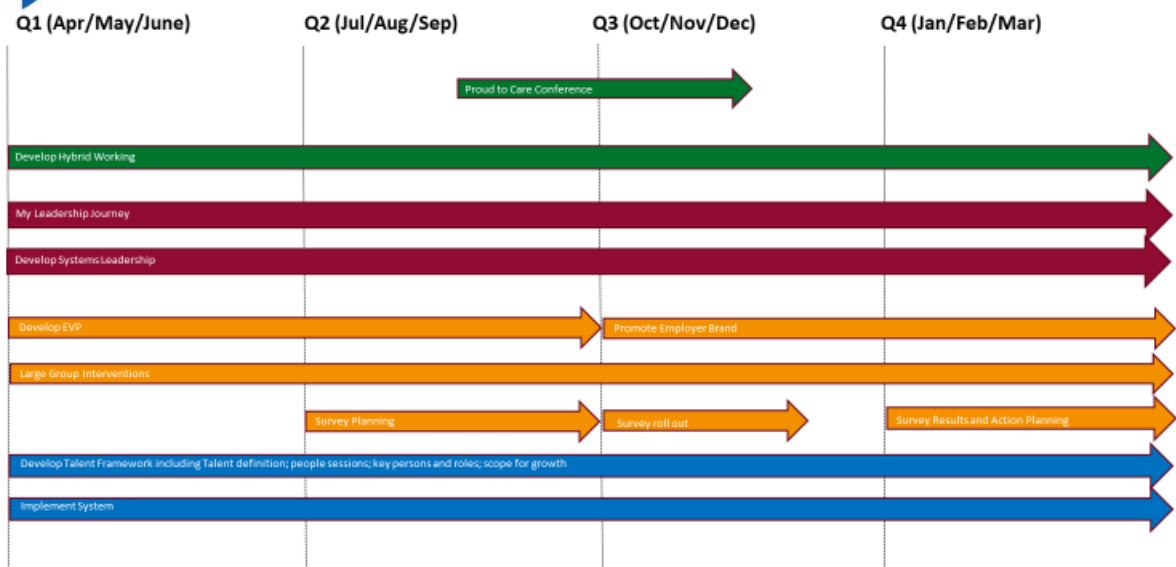 Q1 (Apr/May/June)
Q2 (Jul/Aug/Sep)
Q3 (Oct/Nov/Dec)
Q4 (Jan/Feb/Mar)
Proud to Care Conference
Develop Hybrid Working
My Leadership Journey
Develop Systems Leadership
Develop EVP
Promote Employer Brand
Large Group Interventions
Survey Planning
Survey roll out
Survey Results and Action Planning
Develop Talent Framework including Talent definition; people sessions; key persons and roles; scope for growth
Implement System